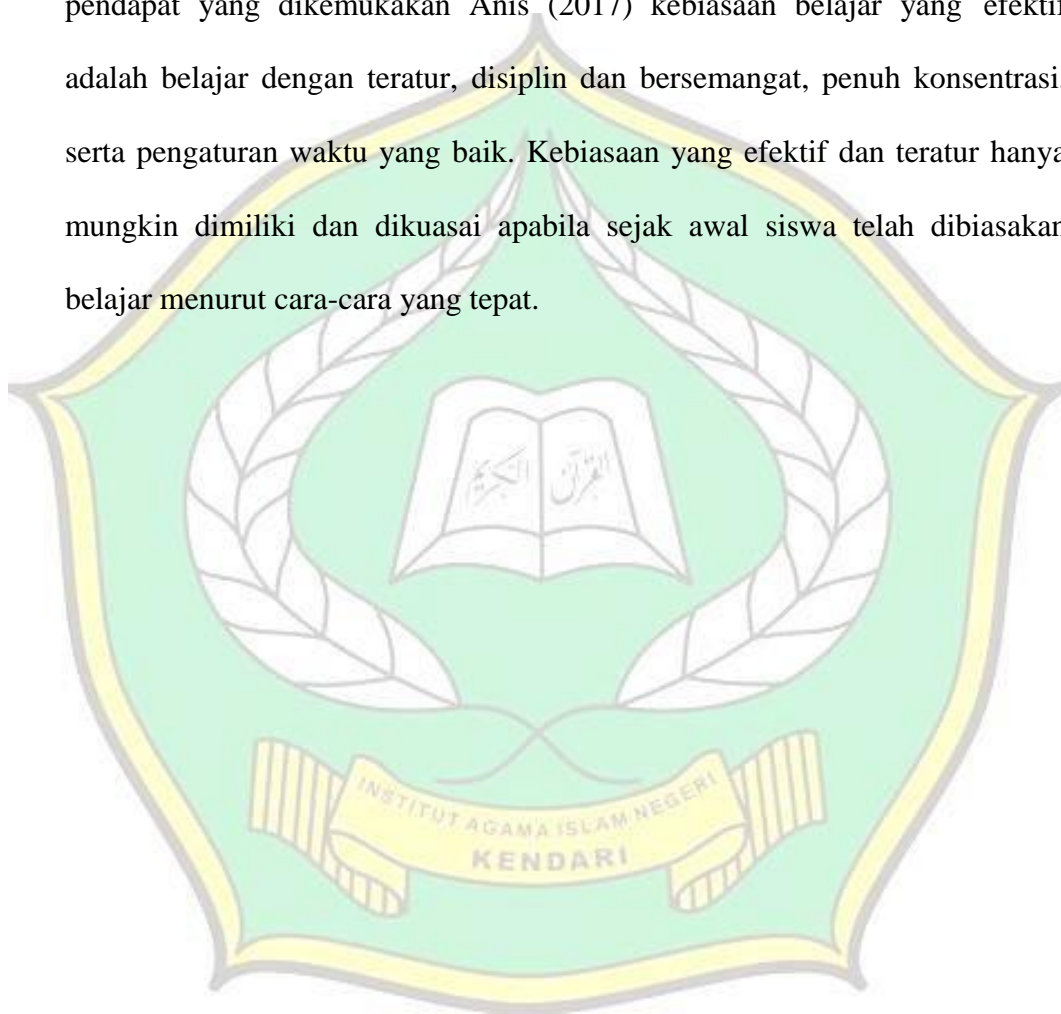 pendapat yang dikemukakan Anis (2017) kebiasaan belajar yang efektif
adalah belajar dengan teratur, disiplin dan bersemangat, penuh konsentrasi,
serta pengaturan waktu yang baik. Kebiasaan yang efektif dan teratur hanya
mungkin dimiliki dan dikuasai apabila sejak awal siswa telah dibiasakan
belajar menurut cara-cara yang tepat.
القرآن الكريم
INSTITUT AGAMA ISLAM NEGERI
KENDARI